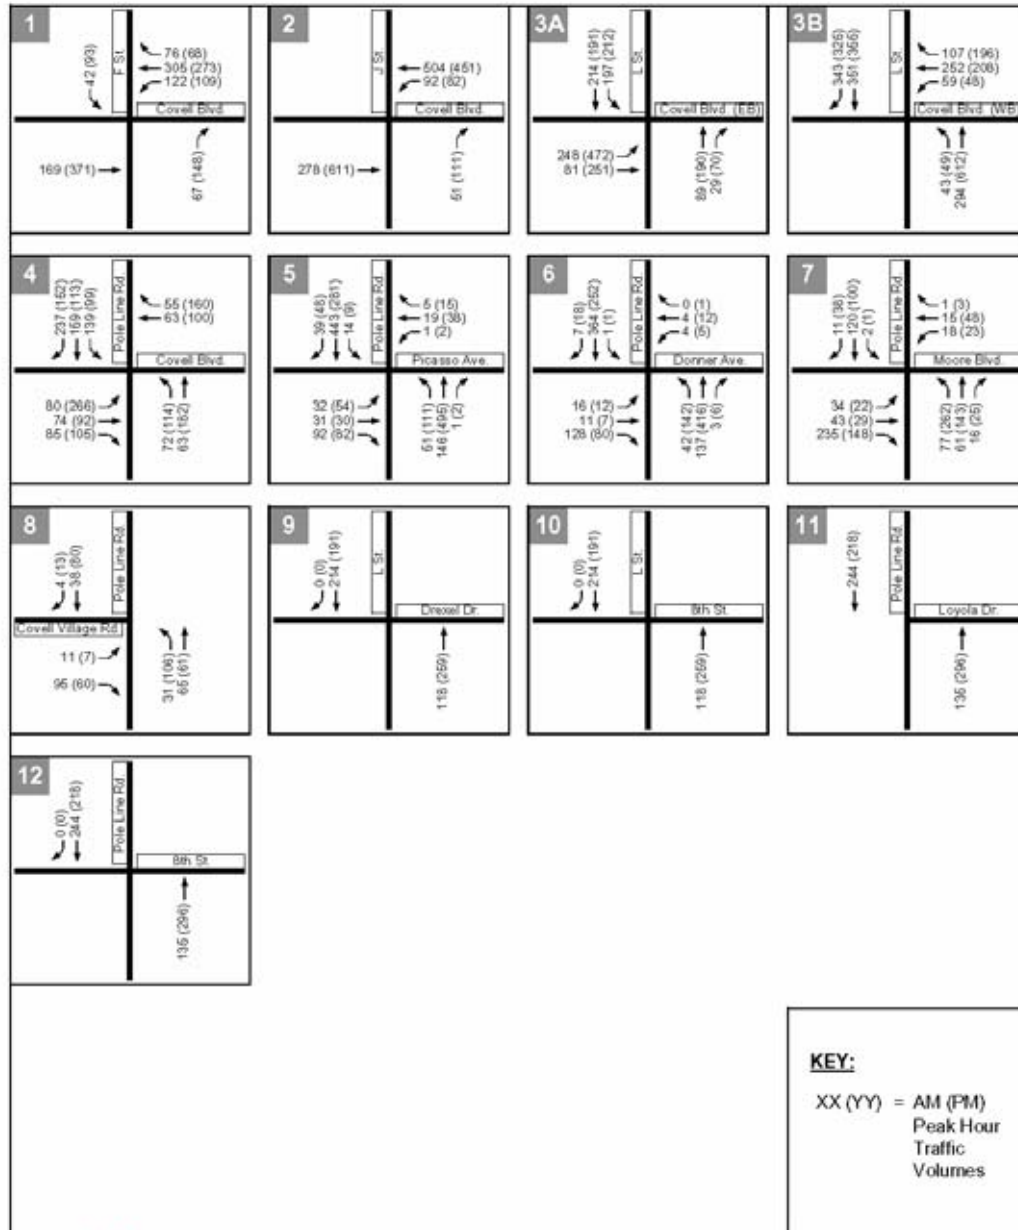 1
42 (93)
F St.
76 (68)
305 (273)
122 (109)
Covell Blvd.
169 (371)
67 (148)
2
J St.
504 (451)
92 (82)
Covell Blvd.
278 (611)
51 (111)
3A
214 (191)
197 (212)
L St.
Covell Blvd. (EB)
248 (472)
81 (251)
89 (190)
29 (70)
3B
343 (325)
351 (355)
L St.
107 (196)
252 (208)
59 (48)
Covell Blvd. (WB)
43 (49)
294 (612)
4
237 (152)
159 (113)
139 (99)
Pole Line Rd.
55 (160)
63 (100)
Covell Blvd.
80 (266)
74 (92)
85 (105)
72 (114)
63 (182)
5
39 (48)
443 (281)
14 (9)
Pole Line Rd.
5 (15)
19 (38)
1 (2)
Picasso Ave.
32 (54)
31 (30)
92 (82)
51 (111)
146 (495)
1 (2)
6
7 (18)
364 (252)
1 (1)
Pole Line Rd.
0 (1)
4 (12)
4 (5)
Donner Ave.
16 (12)
11 (7)
128 (80)
42 (142)
137 (416)
3 (6)
7
11 (36)
120 (100)
2 (1)
Pole Line Rd.
1 (3)
15 (48)
18 (23)
Moore Blvd.
34 (22)
43 (29)
235 (148)
77 (262)
61 (143)
16 (25)
8
4 (13)
38 (80)
Pole Line Rd.
Covell Village Rd
11 (7)
95 (60)
31 (106)
65 (61)
9
0 (0)
214 (191)
L St.
Drexel Dr.
118 (259)
10
0 (0)
214 (191)
L St.
8th St.
118 (259)
11
244 (218)
Pole Line Rd.
Loyola Dr.
135 (296)
12
0 (0)
244 (218)
Pole Line Rd.
8th St.
135 (296)
KEY:
XX (YY) = AM (PM)
Peak Hour
Traffic
Volumes